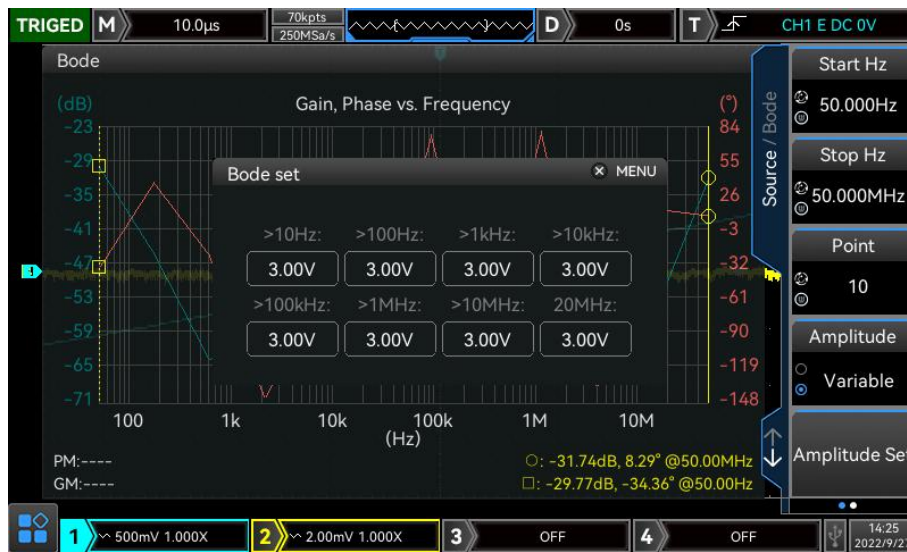 TRIGED M 10.0μs 70kpts D 0s T CH1 E DC 0V
250MSa/s
Bode
Start Hz
50.000Hz
Stop Hz
50.000MHz
Point
10
Amplitude
Variable
Amplitude Se
Source / Bode
(dB) Gain, Phase vs. Frequency (°)
-23 84
-29 55
-35 26
-41 -3
-47 -32
-53 -61
-59 -90
-65 -119
-71 -148
Bode set MENU
>10Hz: >100Hz: >1kHz: >10kHz:
3.00V 3.00V 3.00V 3.00V
>100kHz: >1MHz: >10MHz: 20MHz:
3.00V 3.00V 3.00V 3.00V
100 1k 10k 100k 1M 10M
(Hz)
PM:----
GM:----
○: -31.74dB, 8.29° @50.00MHz
□: -29.77dB, -34.36° @50.00Hz
1 500mV 1.000X 2 2.00mV 1.000X 3 OFF 4 OFF
14:25